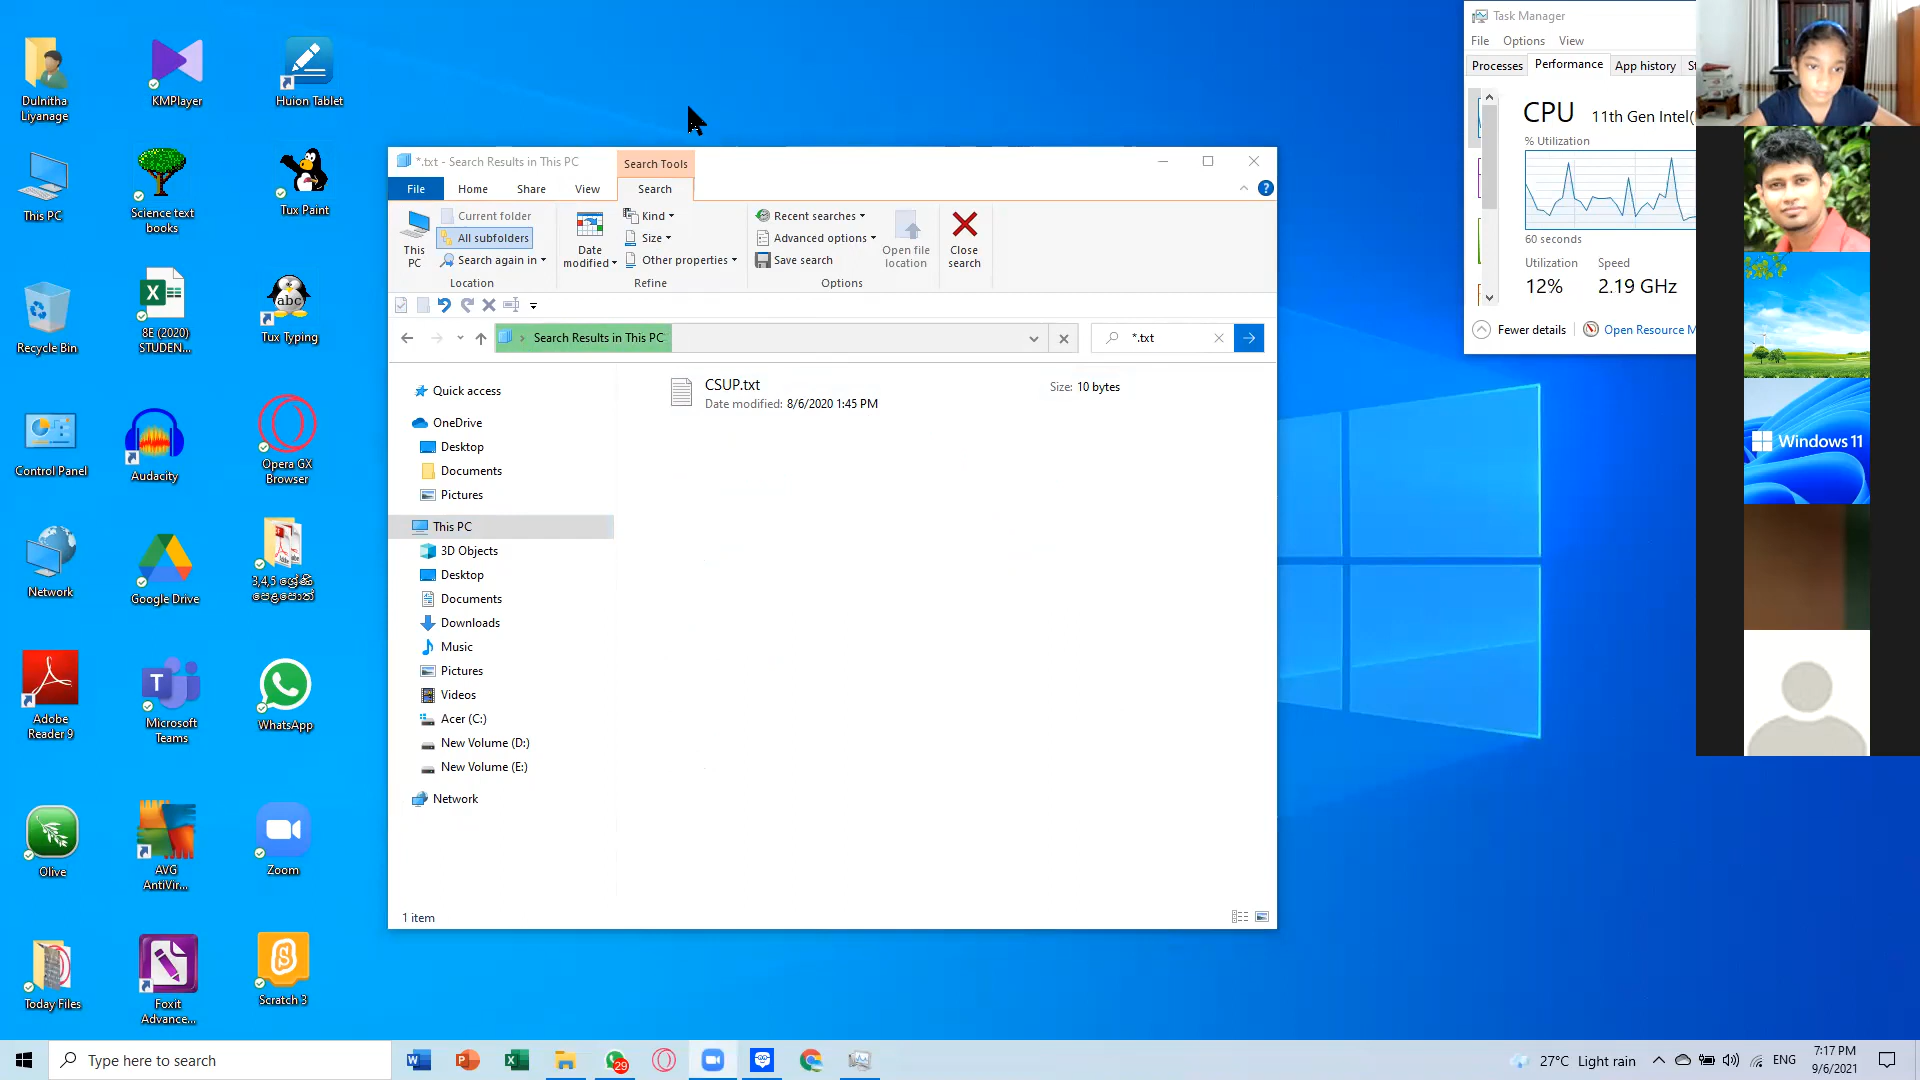 Dulnitha
Liyanage
KMPlayer
Huion Tablet
This PC
Science text
books
Tux Paint
Recycle Bin
8E (2020)
STUDEN...
abc
Tux Typing
Control Panel
Audacity
Opera GX
Browser
Network
Google Drive
3,4,5 ශ්‍රේණි
පෙළපොත්
Adobe
Reader 9
Microsoft
Teams
WhatsApp
Olive
AVG
AntiVir...
Zoom
Today Files
Foxit
Advance...
Scratch 3
*.txt - Search Results in This PC
Search Tools
File
Home
Share
View
Search
This
PC
Current folder
All subfolders
Search again in
Location
Date
modified
Kind
Size
Other properties
Refine
Recent searches
Advanced options
Save search
Options
Open file
location
Close
search
Search Results in This PC
*.txt
Quick access
OneDrive
Desktop
Documents
Pictures
This PC
3D Objects
Desktop
Documents
Downloads
Music
Pictures
Videos
Acer (C:)
New Volume (D:)
New Volume (E:)
Network
CSUP.txt
Date modified: 8/6/2020 1:45 PM
Size: 10 bytes
1 item
Task Manager
File Options View
Processes Performance App history St
CPU 11th Gen Intel(
% Utilization
60 seconds
Utilization Speed
12% 2.19 GHz
Fewer details
Open Resource M
Windows 11
Type here to search
29
27°C Light rain
ENG
7:17 PM
9/6/2021